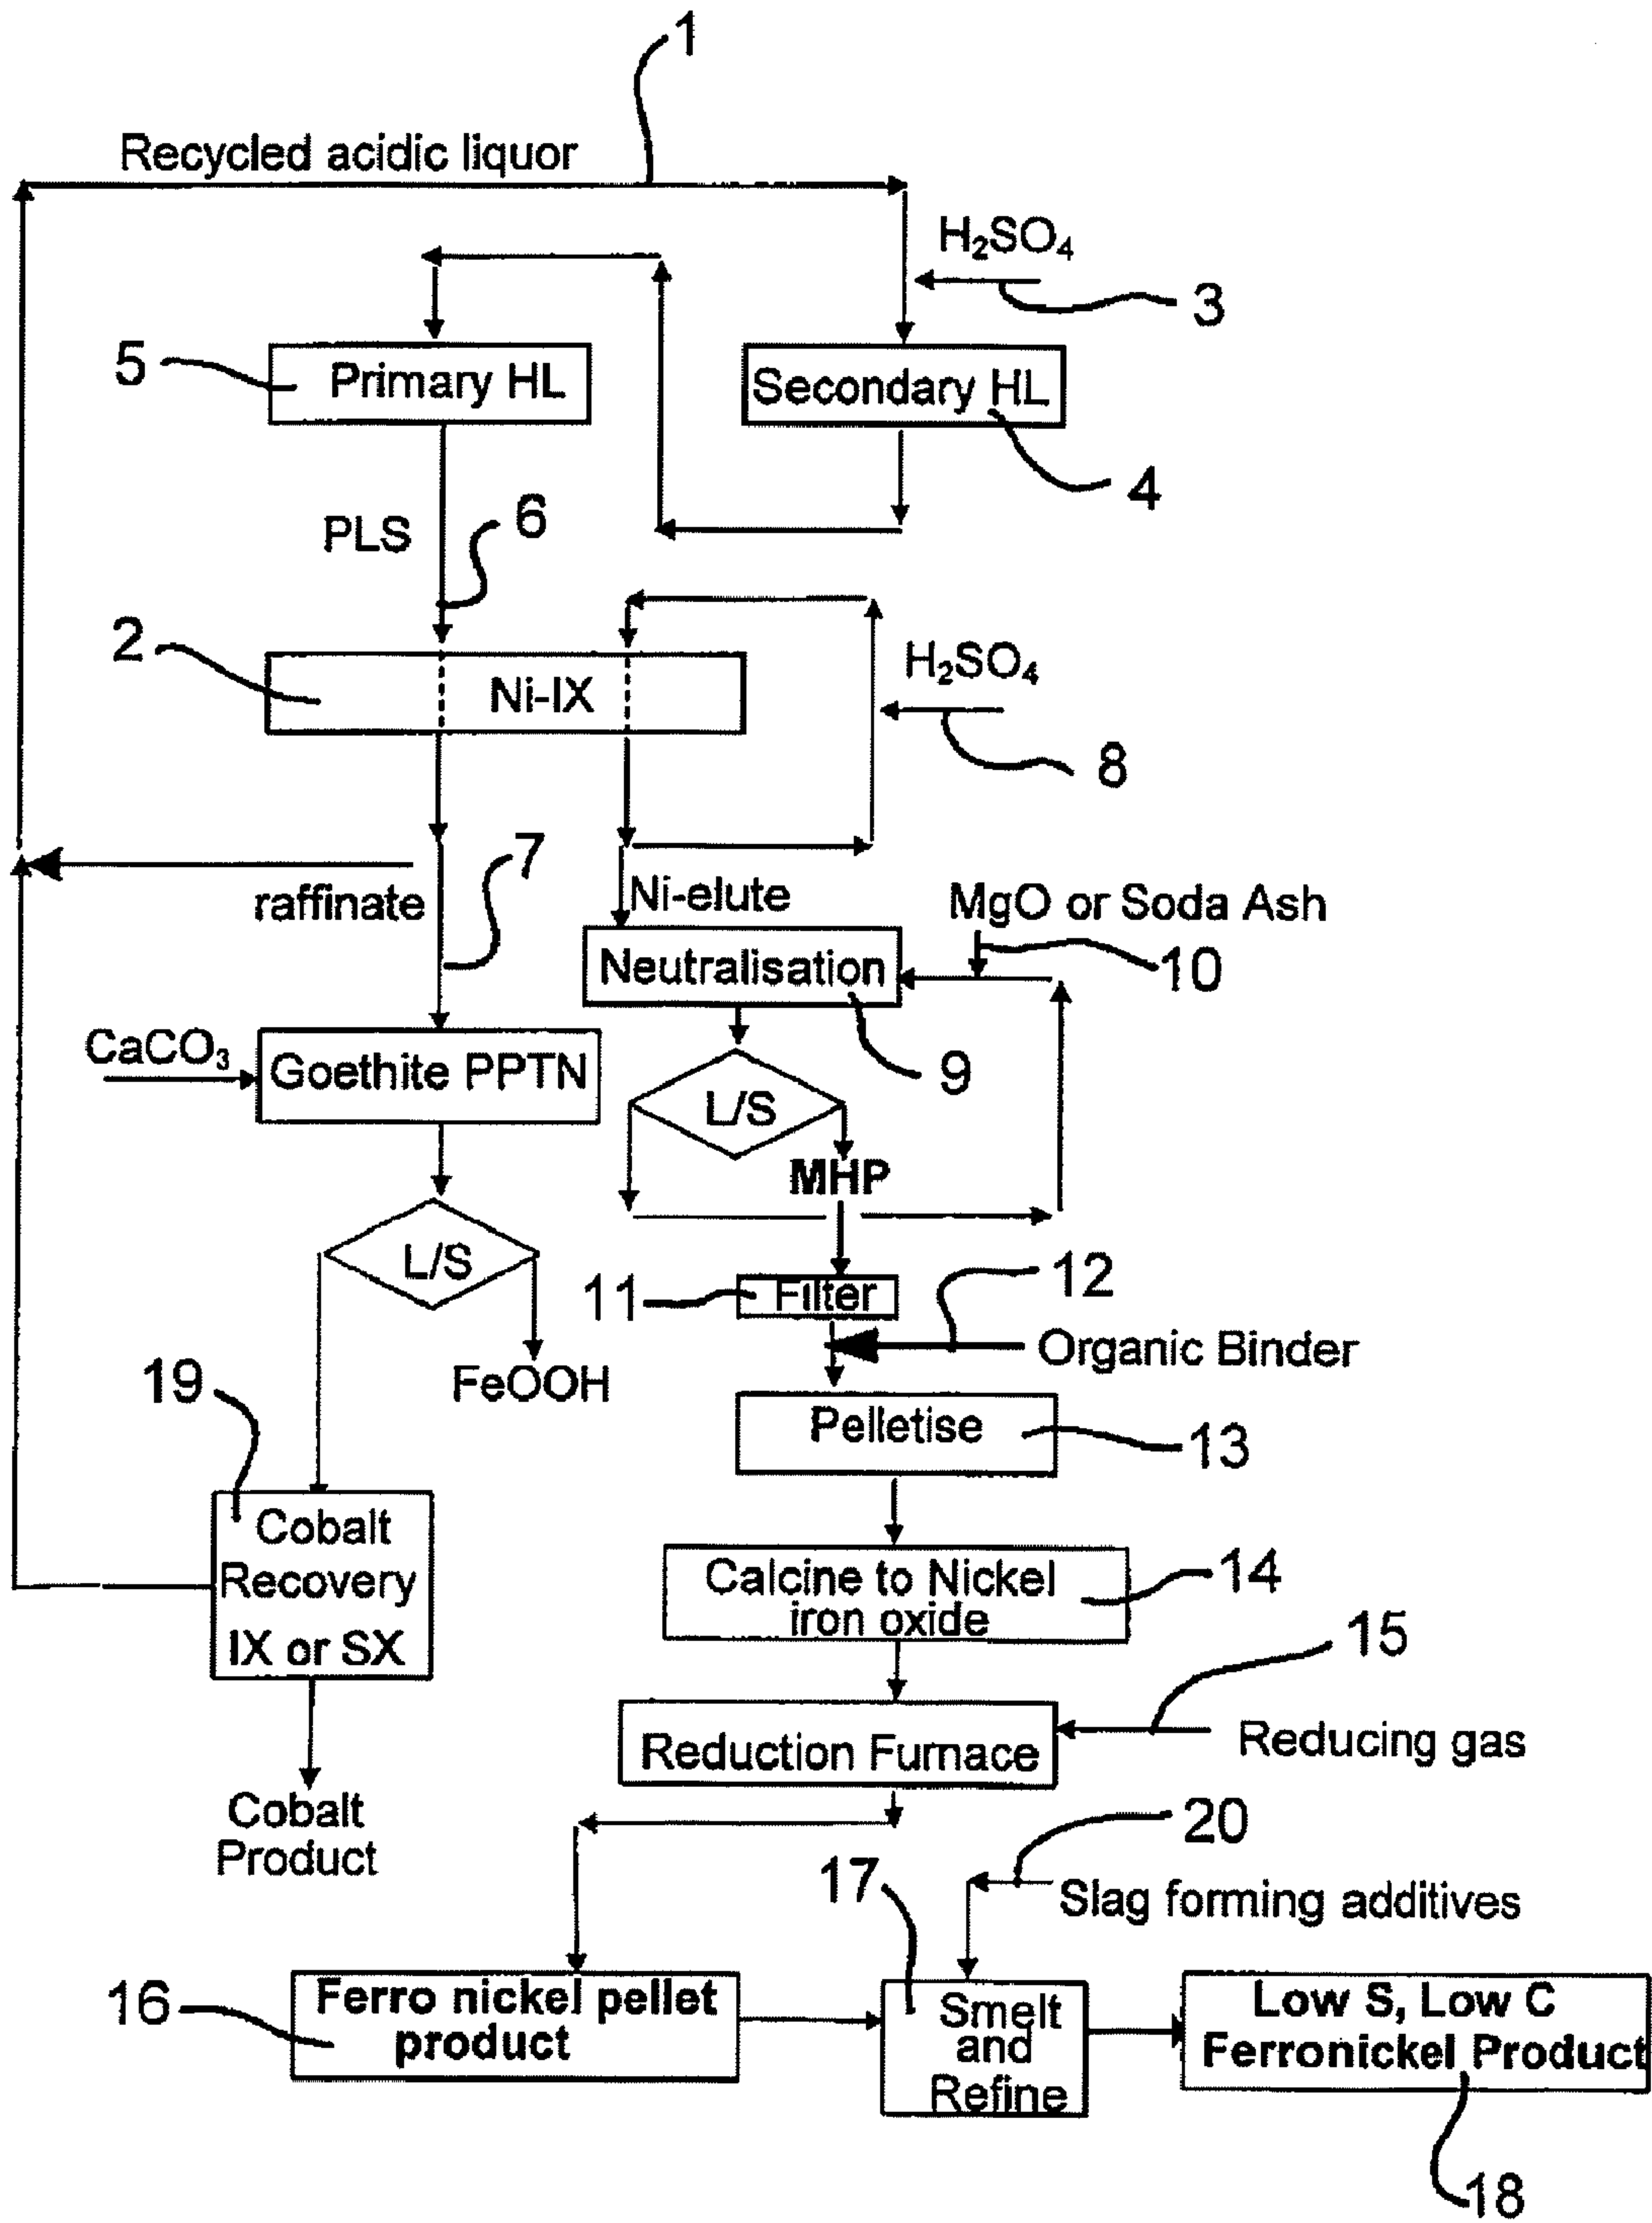 1
Recycled acidic liquor
H₂SO₄
3
5
Primary HL
Secondary HL
4
PLS
6
2
Ni-IX
H₂SO₄
8
raffinate
7
Ni-elute
MgO or Soda Ash
10
Neutralisation
9
CaCO₃
Goethite PPTN
L/S
MHP
L/S
FeOOH
11
Filter
12
Organic Binder
Pelletise
13
19
Cobalt
Recovery
IX or SX
Calcine to Nickel
iron oxide
14
15
Reduction Furnace
Reducing gas
Cobalt
Product
20
17
Slag forming additives
16
Ferro nickel pellet
product
Smelt
and
Refine
Low S, Low C
Ferronickel Product
18